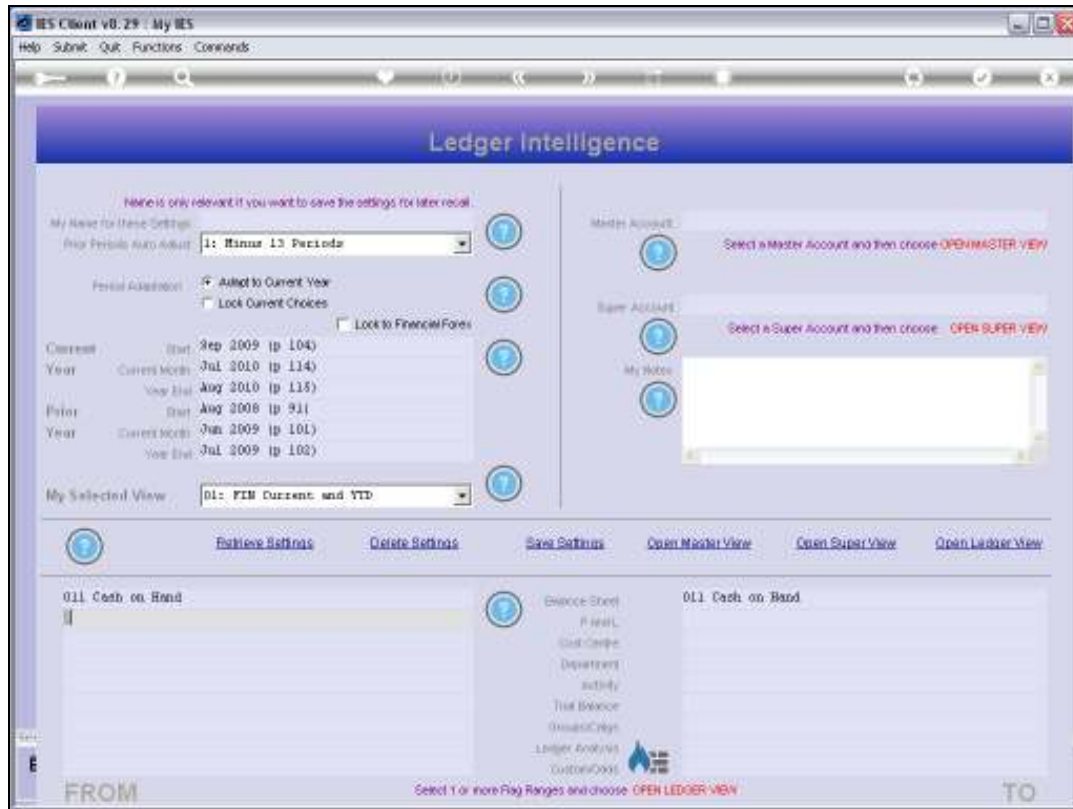 IES Client v8.29 : My IES
Help Submit Quit Functions Commands
Ledger Intelligence
Name is only relevant if you want to save the settings for later recall.
My Name for these Settings
Prior Periods Auto Adjust 1: Minus 13 Periods
Period Adaptation Adapt to Current Year
Lock Current Choices
Lock to Financial Forex
Current Start Sep 2009 (p 104)
Year Current Month Jul 2010 (p 114)
Year End Aug 2010 (p 115)
Prior Start Aug 2008 (p 91)
Year Current Month Jun 2009 (p 101)
Year End Jul 2009 (p 102)
My Selected View 01: FIN Current and YTD
Master Account
Select a Master Account and then choose OPEN MASTER VIEW
Super Account
Select a Super Account and then choose OPEN SUPER VIEW
My Notes
Retrieve Settings Delete Settings Save Settings Open Master View Open Super View Open Ledger View
011 Cash on Hand Balance Sheet 011 Cash on Hand
P and L
Cost Centre
Department
Activity
Trial Balance
Ledger Analysis
FROM Select 1 or more Flag Ranges and choose OPEN LEDGER VIEW TO